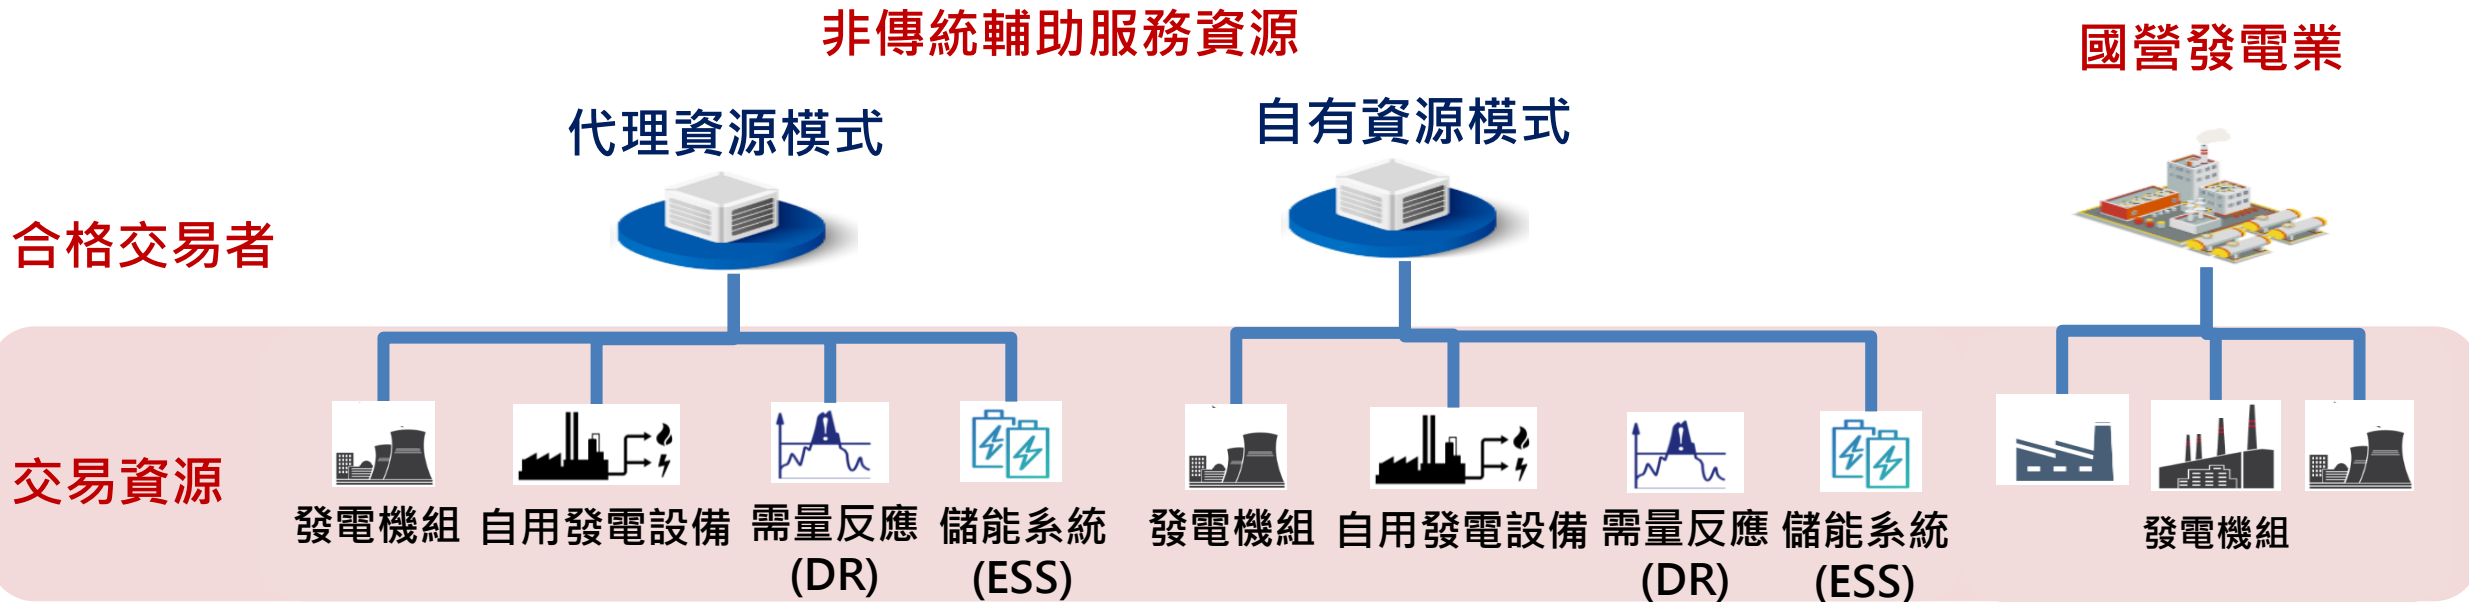 非傳統輔助服務資源
國營發電業
代理資源模式
自有資源模式
合格交易者
交易資源
發電機組
自用發電設備
需量反應
(DR)
儲能系統
(ESS)
發電機組
自用發電設備
需量反應
(DR)
儲能系統
(ESS)
發電機組